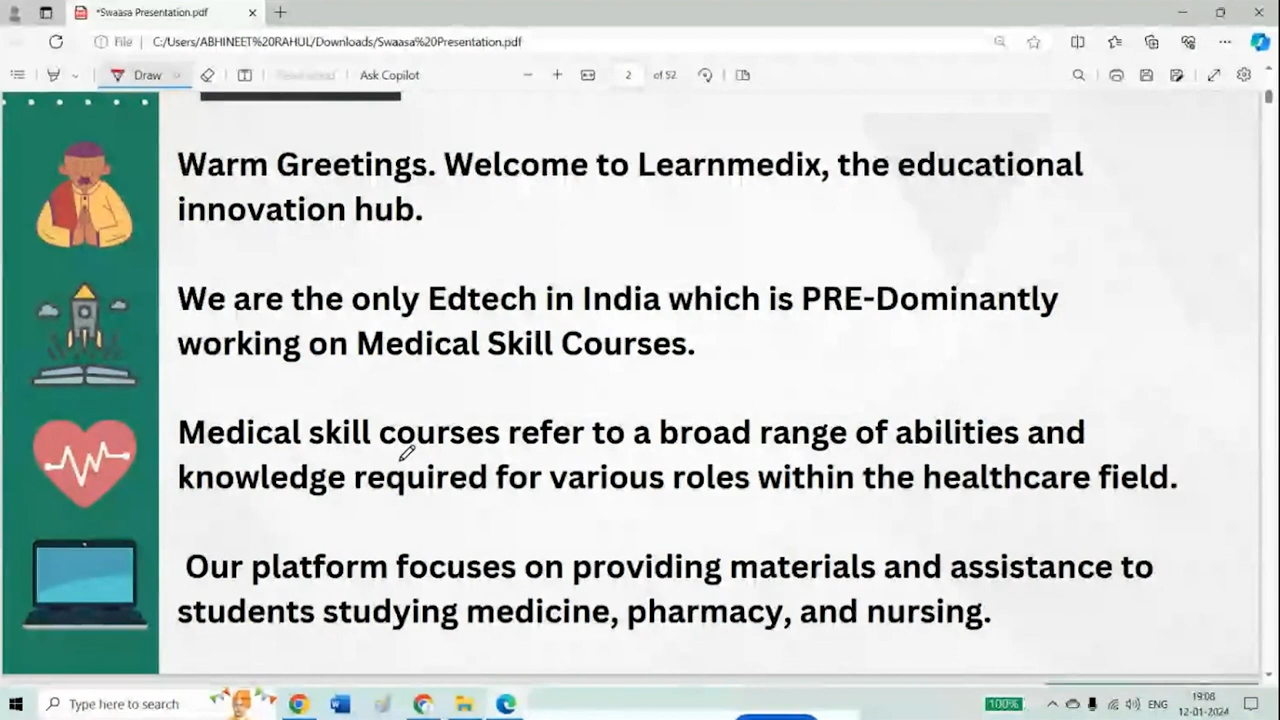 *Swaasa Presentation.pdf
File
C:/Users/ABHINEET%20RAHUL/Downloads/Swaasa%20Presentation.pdf
Draw
Read aloud
Ask Copilot
2 of 52
Warm Greetings. Welcome to Learnmedix, the educational
innovation hub.
We are the only Edtech in India which is PRE-Dominantly
working on Medical Skill Courses.
Medical skill courses refer to a broad range of abilities and
knowledge required for various roles within the healthcare field.
Our platform focuses on providing materials and assistance to
students studying medicine, pharmacy, and nursing.
Type here to search
100%
ENG
19:08
12-01-2024